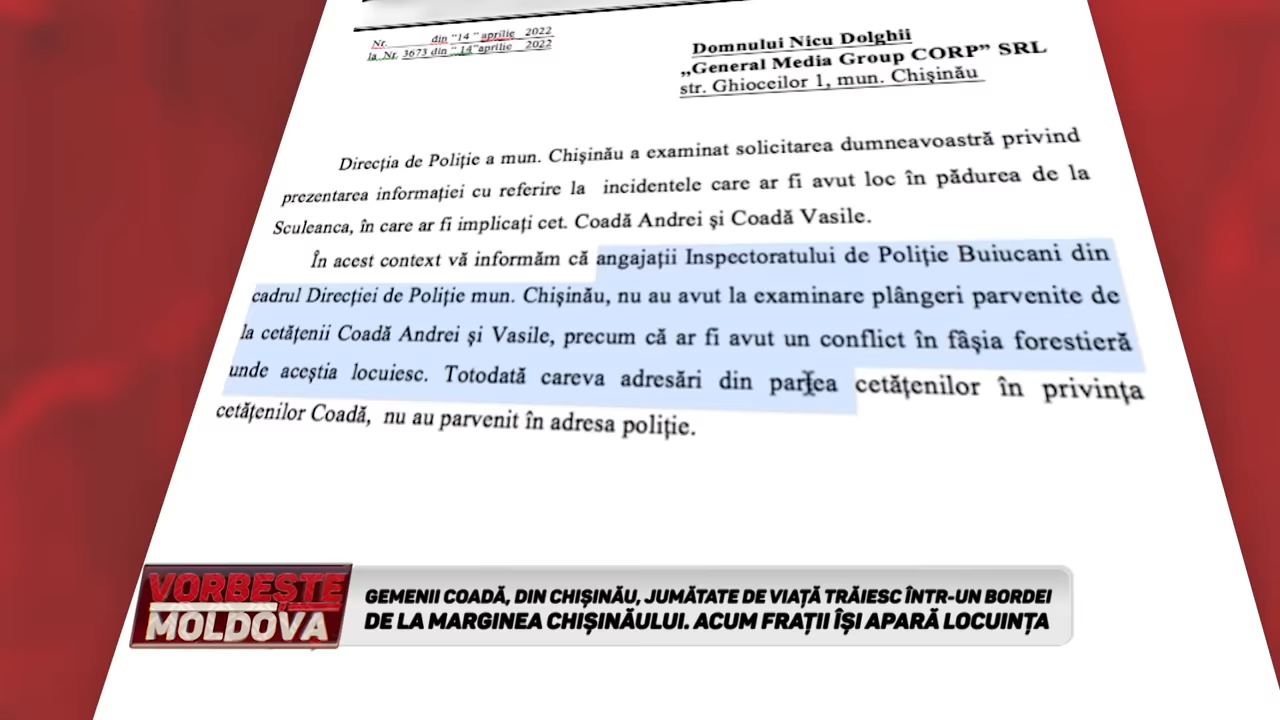 Nr. din "14" aprilie 2022
la Nr. 3673 din "14"aprilie 2022
Domnului Nicu Dolghii
„General Media Group CORP” SRL
str. Ghioceilor 1, mun. Chișinău
Direcția de Poliție a mun. Chișinău a examinat solicitarea dumneavoastră privind
prezentarea informației cu referire la incidentele care ar fi avut loc în pădurea de la
Sculeanca, în care ar fi implicați cet. Coadă Andrei și Coadă Vasile.
În acest context vă informăm că angajații Inspectoratului de Poliție Buiucani din
cadrul Direcției de Poliție mun. Chișinău, nu au avut la examinare plângeri parvenite de
la cetățenii Coadă Andrei și Vasile, precum că ar fi avut un conflict în fâșia forestieră
unde aceștia locuiesc. Totodată careva adresări din partea cetățenilor în privința
cetățenilor Coadă, nu au parvenit în adresa poliție.
VORBEȘTE
MOLDOVA
GEMENII COADĂ, DIN CHIȘINĂU, JUMĂTATE DE VIAȚĂ TRĂIESC ÎNTR-UN BORDEI
DE LA MARGINEA CHIȘINĂULUI. ACUM FRAȚII ÎȘI APARĂ LOCUINȚA